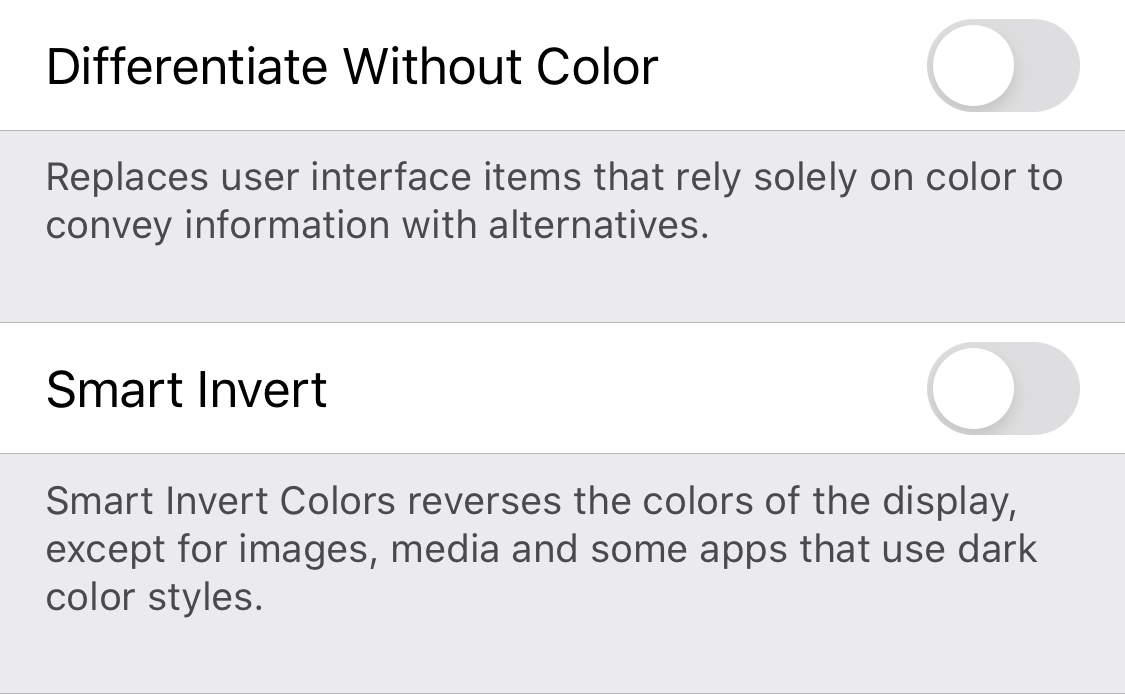 Differentiate Without Color
Replaces user interface items that rely solely on color to
convey information with alternatives.
Smart Invert
Smart Invert Colors reverses the colors of the display,
except for images, media and some apps that use dark
color styles.